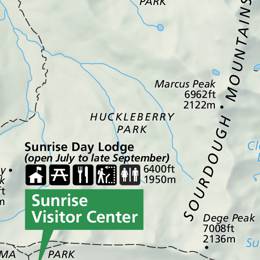 PARK
Marcus Peak
6962ft
2122m
HUCKLEBERRY
PARK
SOURDOUGH MOUNTAINS
Sunrise Day Lodge
(open July to late September)
6400ft
1950m
Sunrise
Visitor Center
Dege Peak
7008ft
2136m
PARK